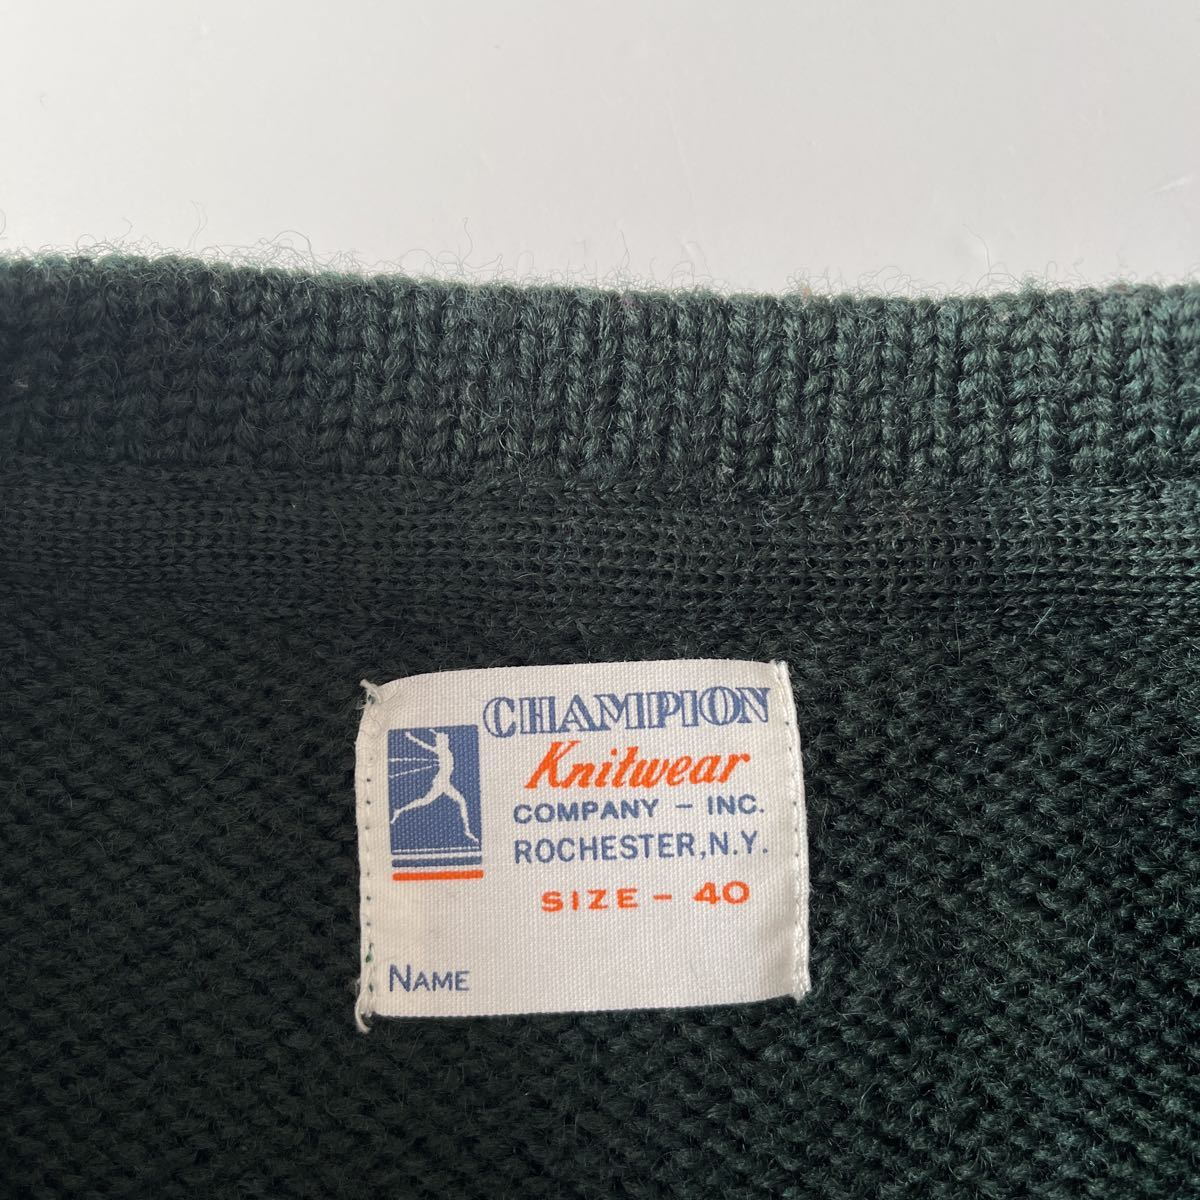 CHAMPION
Knitwear
COMPANY - INC.
ROCHESTER, N.Y.
SIZE - 40
NAME